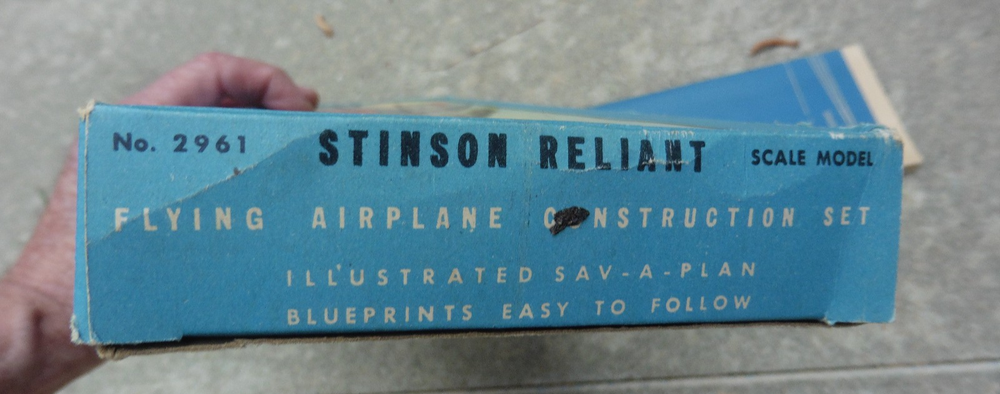 No. 2961 STINSON RELIANT SCALE MODEL
FLYING AIRPLANE CONSTRUCTION SET
ILLUSTRATED SAV-A-PLAN
BLUEPRINTS EASY TO FOLLOW